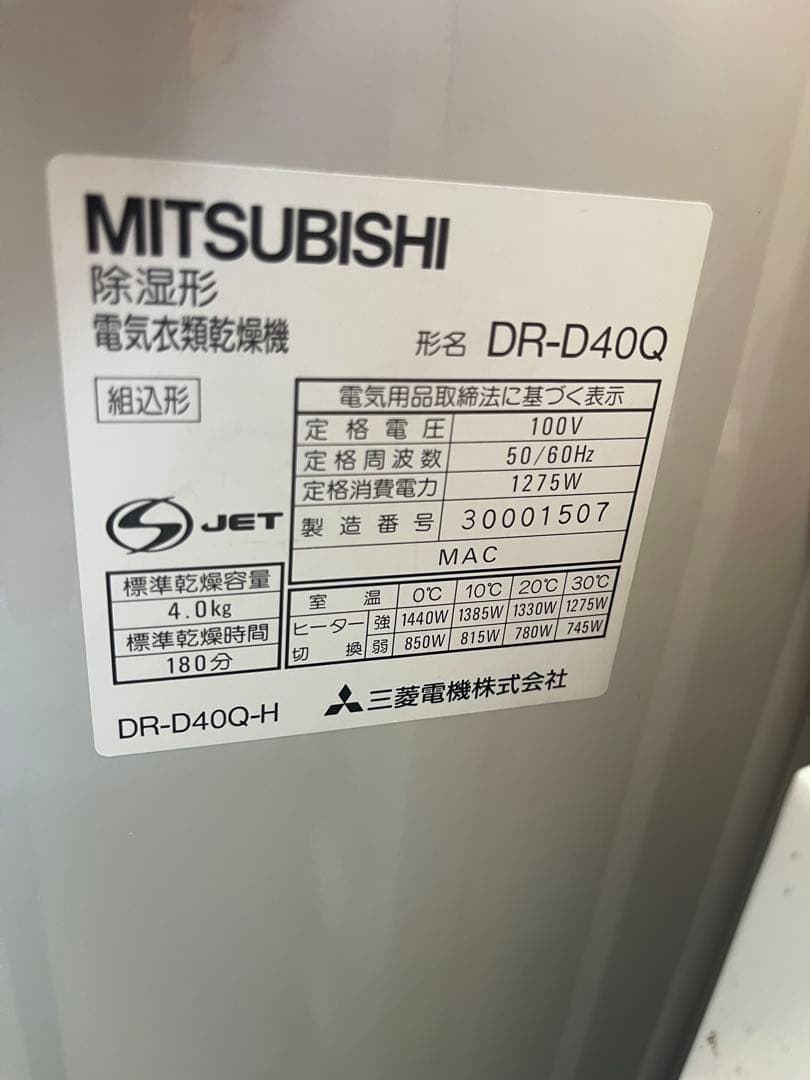 MITSUBISHI
除湿形
電気衣類乾燥機
形名 DR-D40Q
組込形
電気用品取締法に基づく表示
定格電圧 100V
定格周波数 50/60Hz
定格消費電力 1275W
製造番号 30001507
MAC
JET
標準乾燥容量
4.0kg
標準乾燥時間
180分
室温 0℃ 10℃ 20℃ 30℃
ヒーター切換 強 1440W 1385W 1330W 1275W
弱 850W 815W 780W 745W
DR-D40Q-H
三菱電機株式会社